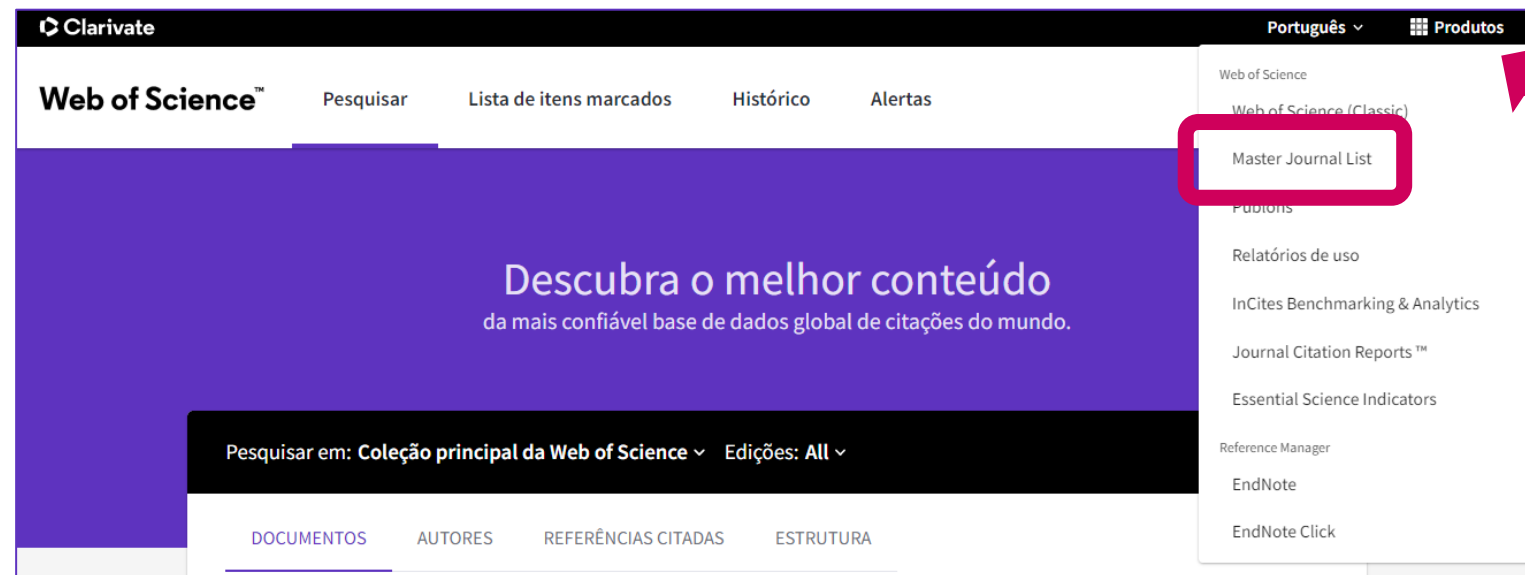 Clarivate
Português
Produtos
Web of Science™
Pesquisar
Lista de itens marcados
Histórico
Alertas
Web of Science
Web of Science (Classic)
Master Journal List
Publons
Relatórios de uso
InCites Benchmarking & Analytics
Journal Citation Reports ™
Essential Science Indicators
Reference Manager
EndNote
EndNote Click
Descubra o melhor conteúdo
da mais confiável base de dados global de citações do mundo.
Pesquisar em: Coleção principal da Web of Science
Edições: All
DOCUMENTOS
AUTORES
REFERÊNCIAS CITADAS
ESTRUTURA